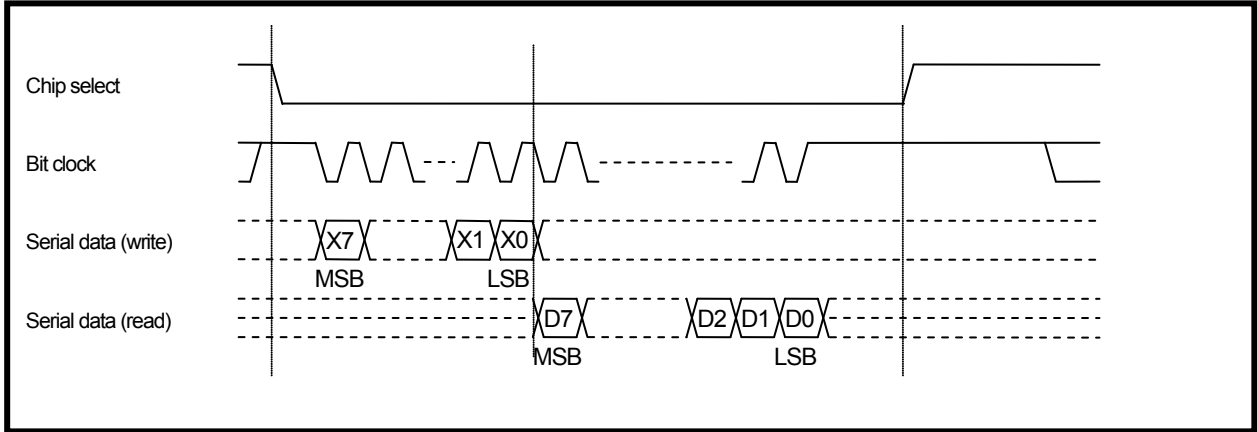 Chip select
Bit clock
Serial data (write)
X7 X1 X0
MSB LSB
Serial data (read)
D7 D2 D1 D0
MSB LSB